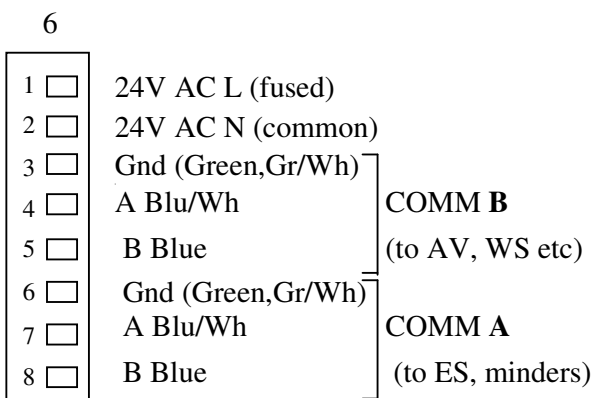 6
1 24V AC L (fused)
2 24V AC N (common)
3 Gnd (Green,Gr/Wh)
4 A Blu/Wh COMM B
5 B Blue (to AV, WS etc)
6 Gnd (Green,Gr/Wh)
7 A Blu/Wh COMM A
8 B Blue (to ES, minders)